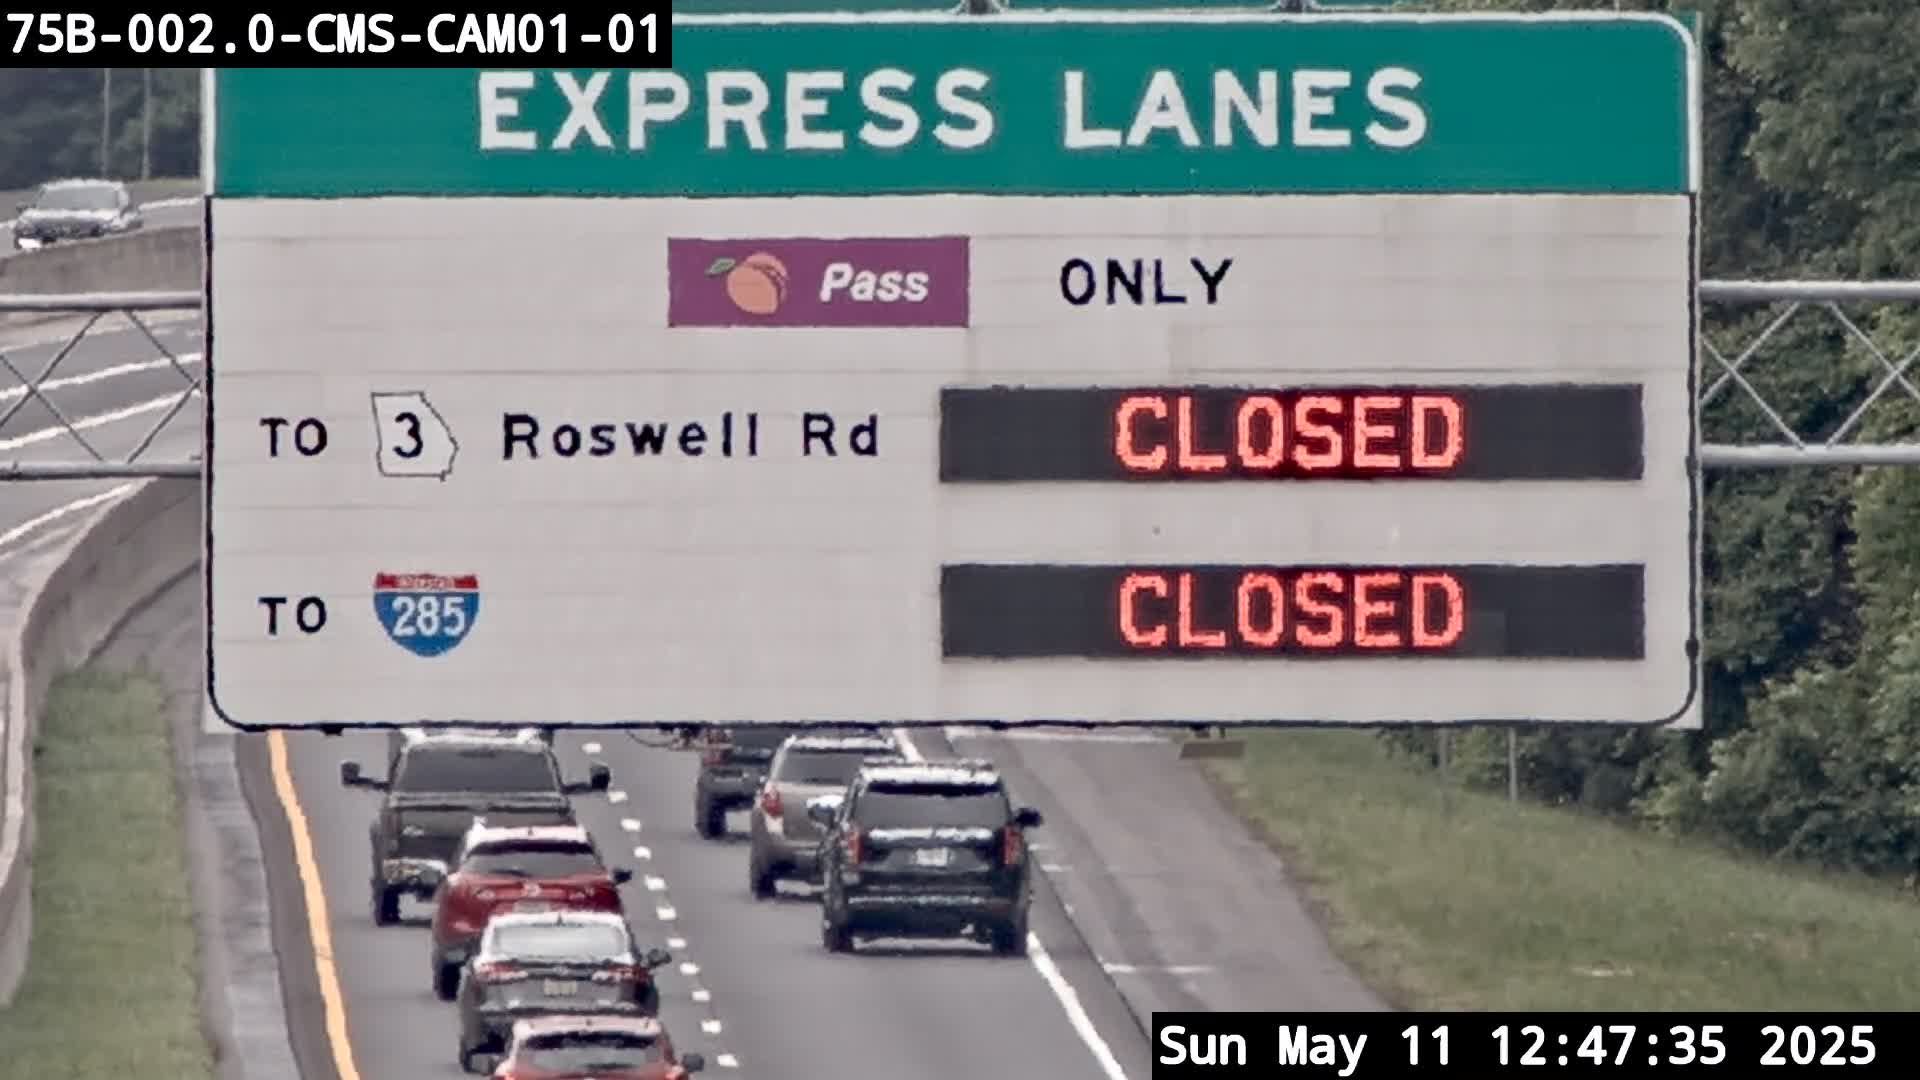 75B-002.0-CMS-CAM01-01
EXPRESS LANES
Pass ONLY
TO 3 Roswell Rd CLOSED
TO INTERSTATE 285 CLOSED
Sun May 11 12:47:35 2025